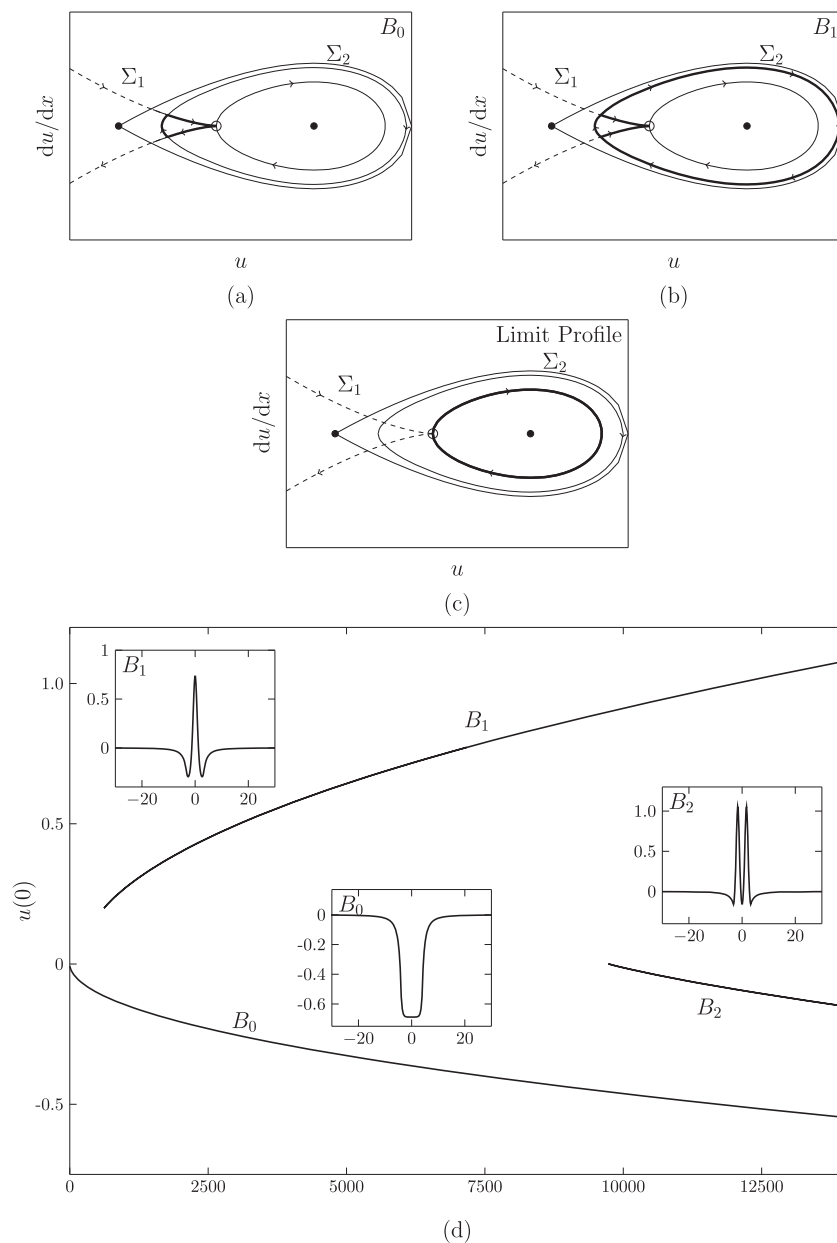 B₀
Σ₁
Σ₂
du/dx
u
(a)
B₁
Σ₁
Σ₂
du/dx
u
(b)
Limit Profile
Σ₁
Σ₂
du/dx
u
(c)
u(0)
1.0
0.5
0
-0.5
0
2500
5000
7500
10000
12500
B₁
1
0.5
0
−20
0
20
B₁
B₂
1.0
0.5
0
−20
0
20
B₂
B₀
0
-0.2
-0.4
-0.6
−20
0
20
B₀
(d)